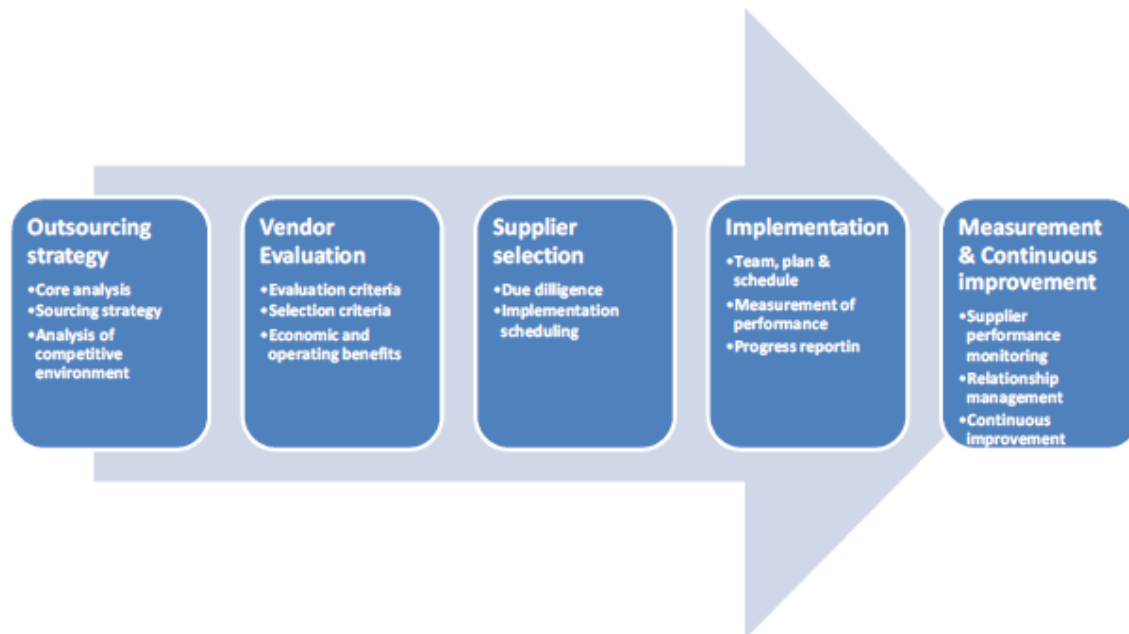 Outsourcing
strategy
•Core analysis
•Sourcing strategy
•Analysis of
competitive
environment
Vendor
Evaluation
•Evaluation criteria
•Selection criteria
•Economic and
operating benefits
Supplier
selection
•Due dilligence
•Implementation
scheduling
Implementation
•Team, plan &
schedule
•Measurement of
performance
•Progress reportin
Measurement
& Continuous
improvement
•Supplier
performance
monitoring
•Relationship
management
•Continuous
improvement